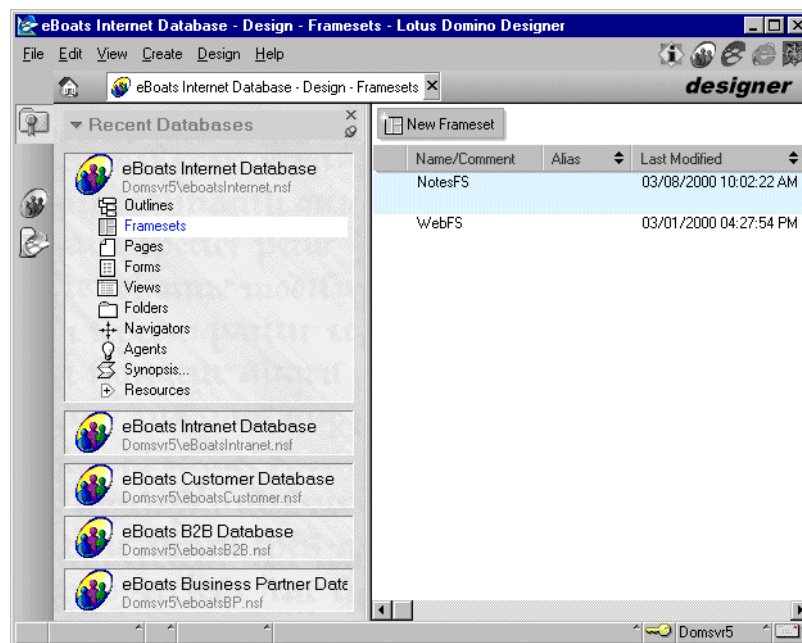 eBoats Internet Database - Design - Framesets - Lotus Domino Designer
File Edit View Create Design Help
eBoats Internet Database - Design - Framesets
designer
Recent Databases
New Frameset
Name/Comment Alias Last Modified
eBoats Internet Database
Domsvr5\eboatsInternet.nsf
Outlines
Framesets
Pages
Forms
Views
Folders
Navigators
Agents
Synopsis...
Resources
NotesFS 03/08/2000 10:02:22 AM
WebFS 03/01/2000 04:27:54 PM
eBoats Intranet Database
Domsvr5\eBoatsIntranet.nsf
eBoats Customer Database
Domsvr5\eboatsCustomer.nsf
eBoats B2B Database
Domsvr5\eboatsB2B.nsf
eBoats Business Partner Date
Domsvr5\eboatsBP.nsf
Domsvr5